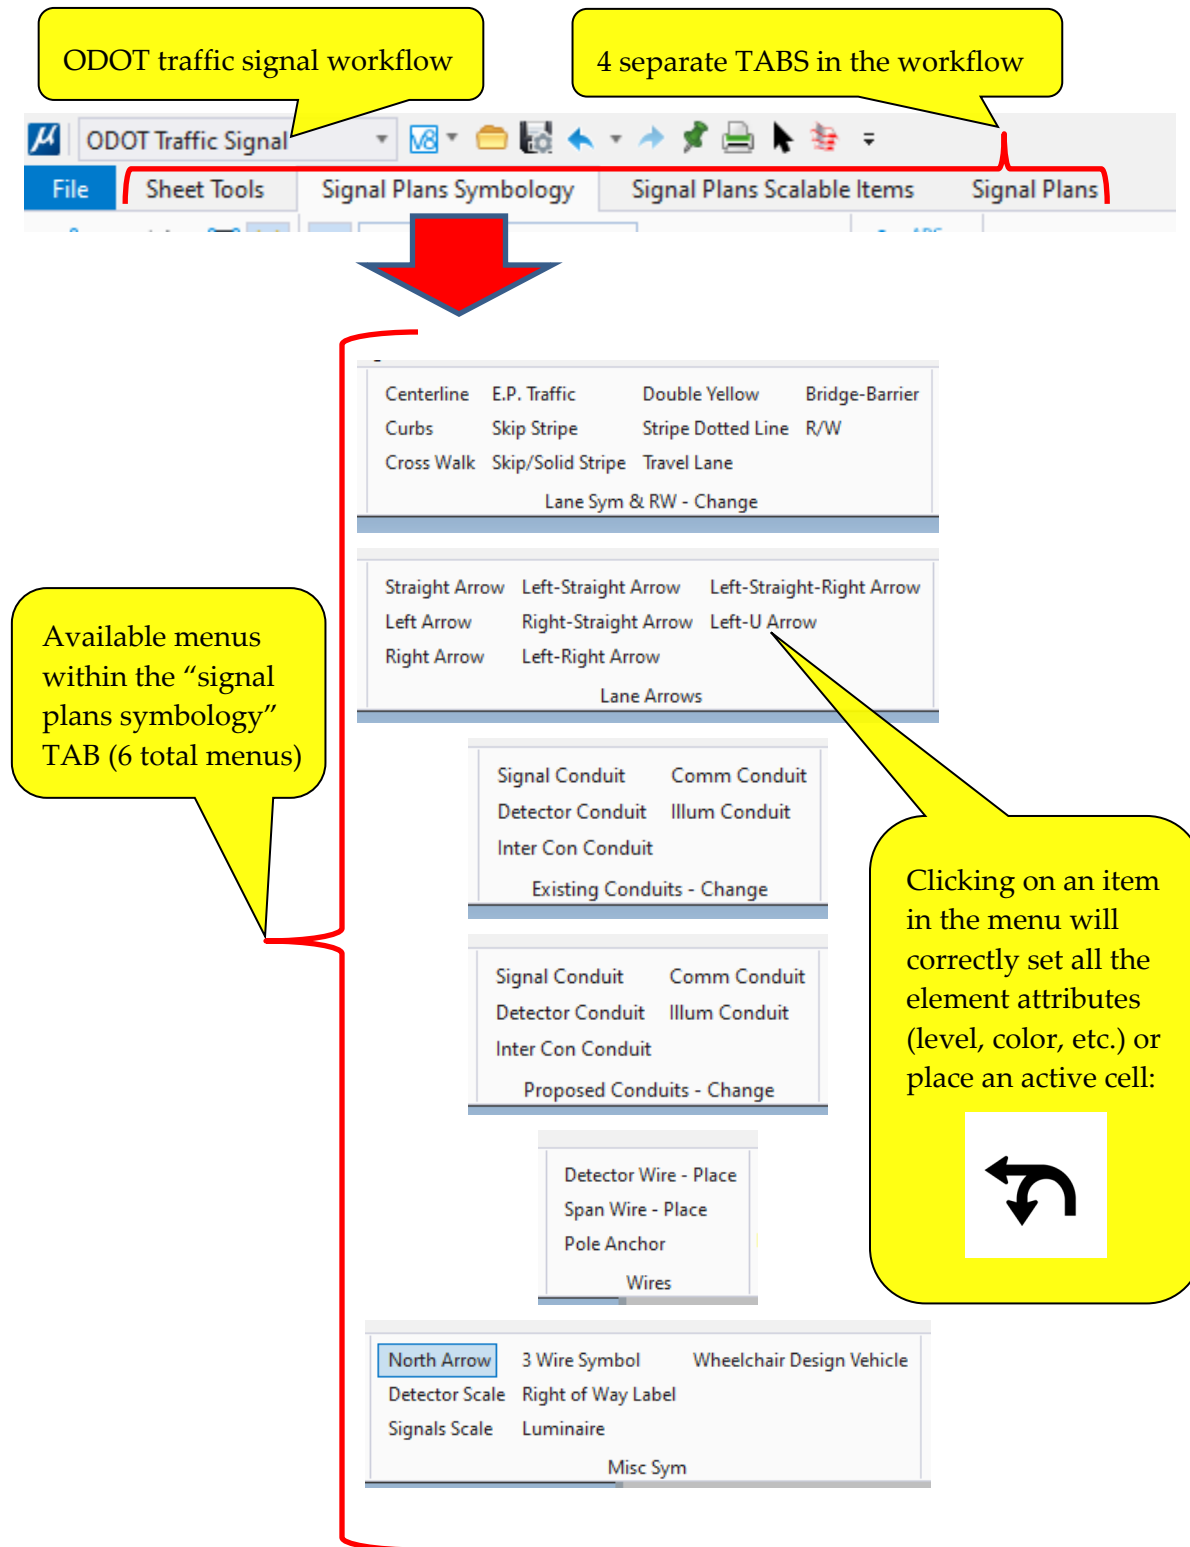 ODOT traffic signal workflow
4 separate TABS in the workflow
ODOT Traffic Signal
V8
File Sheet Tools Signal Plans Symbology Signal Plans Scalable Items Signal Plans
Centerline E.P. Traffic Double Yellow Bridge-Barrier
Curbs Skip Stripe Stripe Dotted Line R/W
Cross Walk Skip/Solid Stripe Travel Lane
Lane Sym & RW - Change
Straight Arrow Left-Straight Arrow Left-Straight-Right Arrow
Left Arrow Right-Straight Arrow Left-U Arrow
Right Arrow Left-Right Arrow
Lane Arrows
Available menus
within the “signal
plans symbology”
TAB (6 total menus)
Signal Conduit Comm Conduit
Detector Conduit Illum Conduit
Inter Con Conduit
Existing Conduits - Change
Signal Conduit Comm Conduit
Detector Conduit Illum Conduit
Inter Con Conduit
Proposed Conduits - Change
Clicking on an item
in the menu will
correctly set all the
element attributes
(level, color, etc.) or
place an active cell:
Detector Wire - Place
Span Wire - Place
Pole Anchor
Wires
North Arrow 3 Wire Symbol Wheelchair Design Vehicle
Detector Scale Right of Way Label
Signals Scale Luminaire
Misc Sym